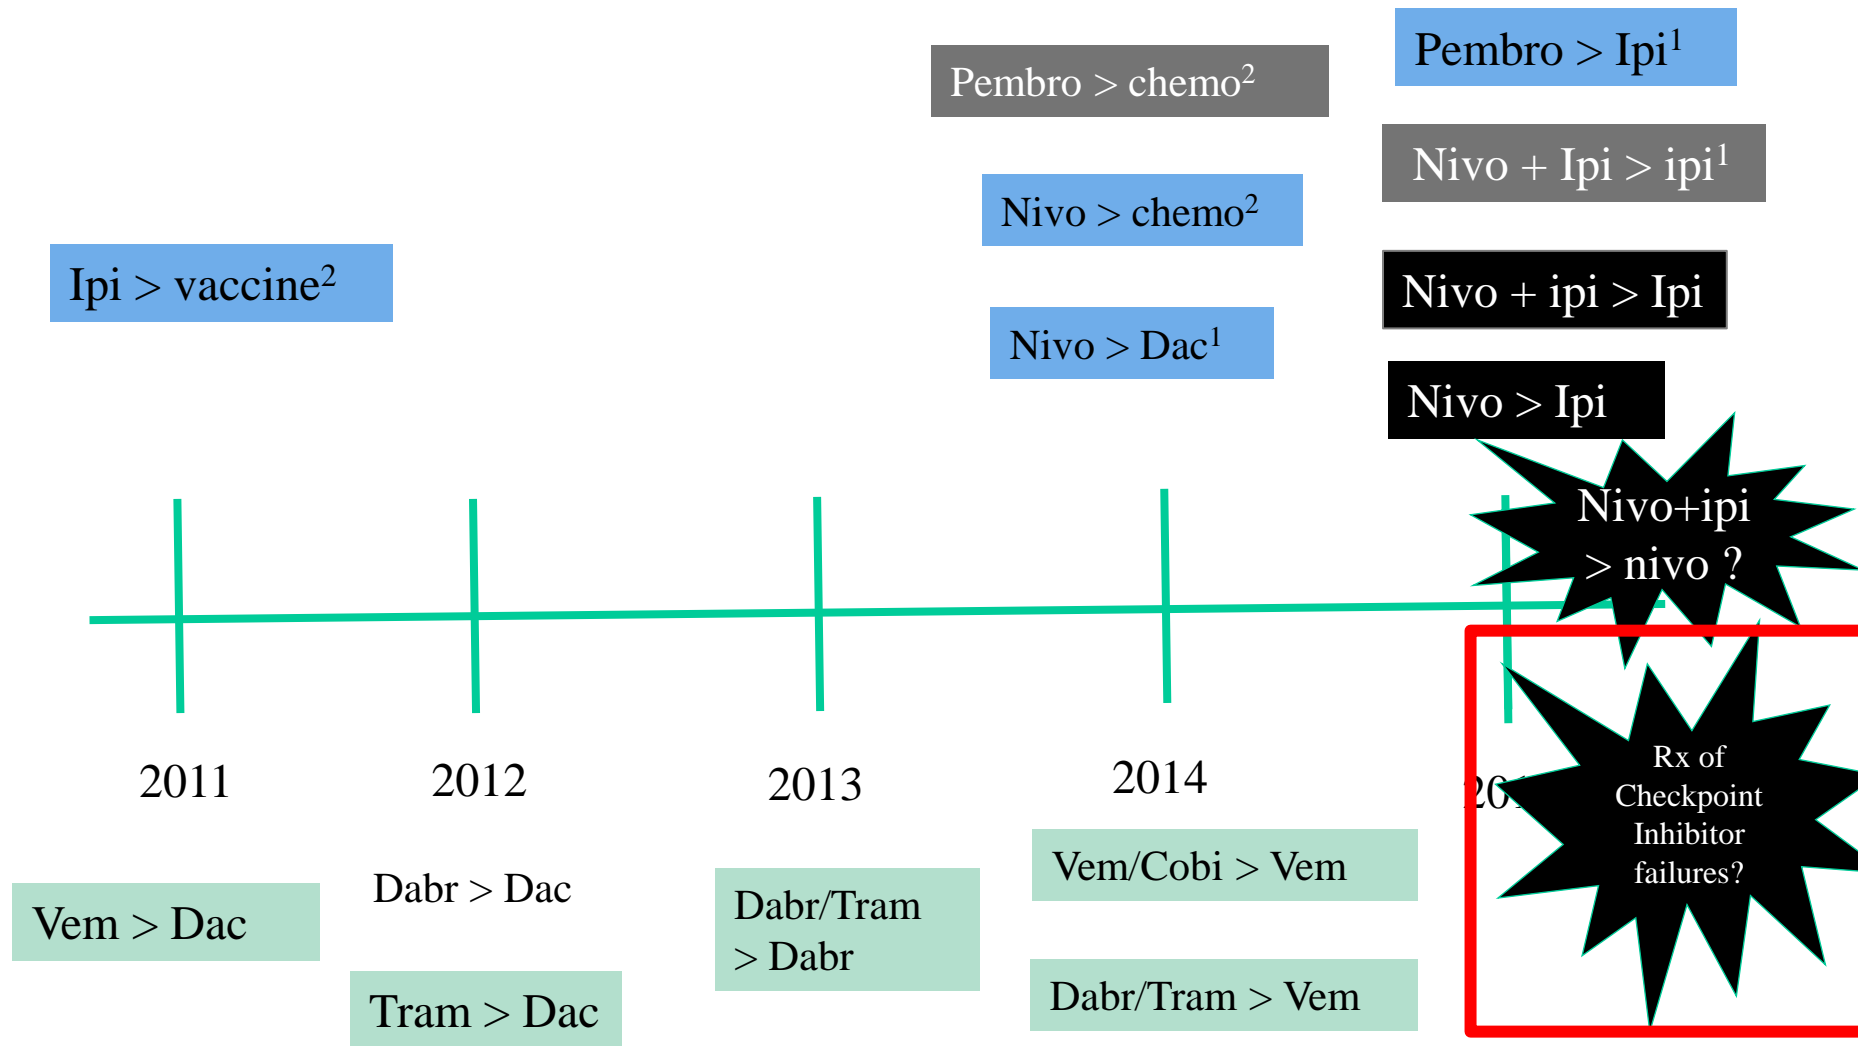 Pembro > Ipi¹
Pembro > chemo²
Nivo + Ipi > ipi¹
Nivo > chemo²
Ipi > vaccine²
Nivo + ipi > Ipi
Nivo > Dac¹
Nivo > Ipi
Nivo+ipi
> nivo ?
2011
2012
2013
2014
Rx of
Checkpoint
Inhibitor
failures?
Vem > Dac
Dabr > Dac
Tram > Dac
Dabr/Tram
> Dabr
Vem/Cobi > Vem
Dabr/Tram > Vem